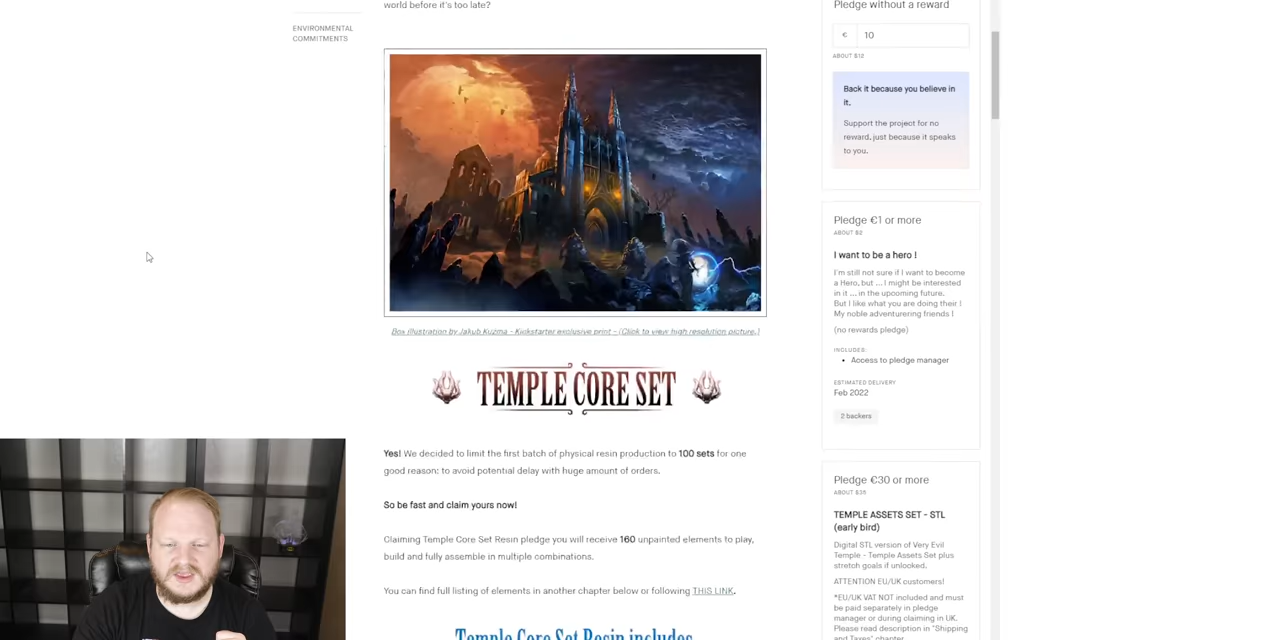 world before it's too late?
ENVIRONMENTAL
COMMITMENTS
Box illustration by Jakub Kuzma - Kickstarter exclusive print - (Click to view high resolution picture.)
TEMPLE CORE SET
Yes! We decided to limit the first batch of physical resin production to 100 sets for one
good reason: to avoid potential delay with huge amount of orders.
So be fast and claim yours now!
Claiming Temple Core Set Resin pledge you will receive 160 unpainted elements to play,
build and fully assemble in multiple combinations.
You can find full listing of elements in another chapter below or following THIS LINK.
Temple Core Set Resin includes
Pledge without a reward
€ 10
ABOUT $12
Back it because you believe in
it.
Support the project for no
reward, just because it speaks
to you.
Pledge €1 or more
ABOUT $2
I want to be a hero !
I'm still not sure if I want to become
a Hero, but ... I might be interested
in it ... in the upcoming future.
But I like what you are doing their !
My noble adventurering friends !
(no rewards pledge)
INCLUDES:
• Access to pledge manager
ESTIMATED DELIVERY
Feb 2022
2 backers
Pledge €30 or more
ABOUT $35
TEMPLE ASSETS SET - STL
(early bird)
Digital STL version of Very Evil
Temple - Temple Assets Set plus
stretch goals if unlocked.
ATTENTION EU/UK customers!
*EU/UK VAT NOT included and must
be paid separately in pledge
manager or during claiming in UK.
Please read description in "Shipping
and Taxes" chapter